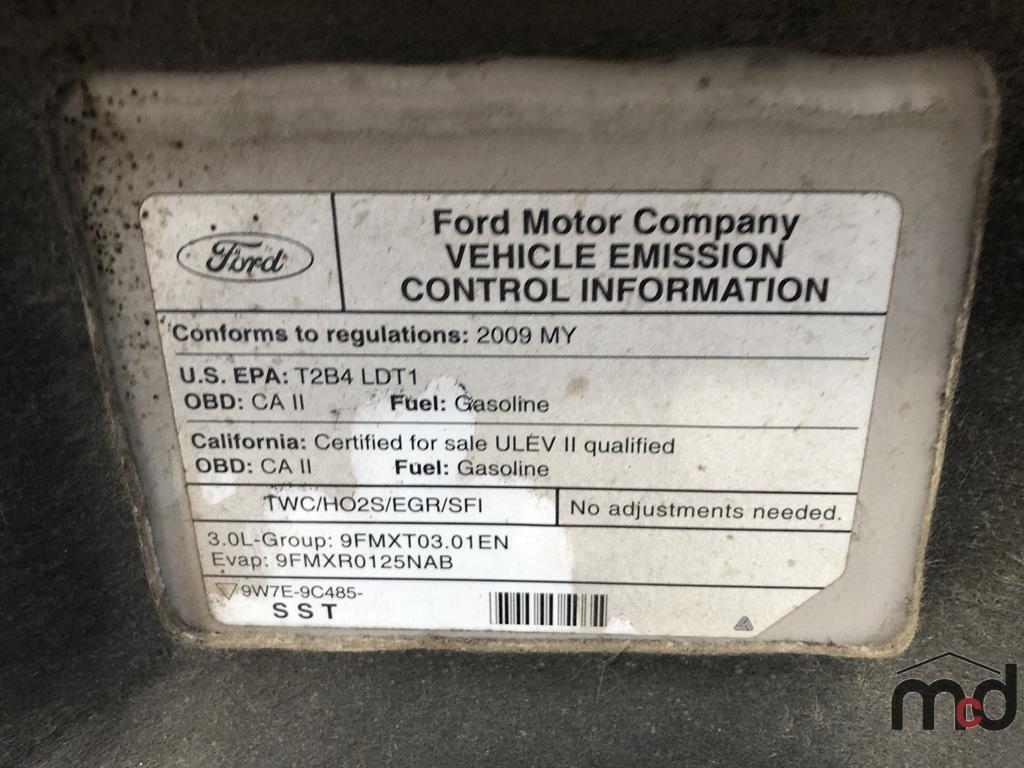 Ford
Ford Motor Company
VEHICLE EMISSION
CONTROL INFORMATION
Conforms to regulations: 2009 MY
U.S. EPA: T2B4 LDT1
OBD: CA II Fuel: Gasoline
California: Certified for sale ULEV II qualified
OBD: CA II Fuel: Gasoline
TWC/HO2S/EGR/SFI
No adjustments needed.
3.0L-Group: 9FMXT03.01EN
Evap: 9FMXR0125NAB
9W7E-9C485-
SST
mcd